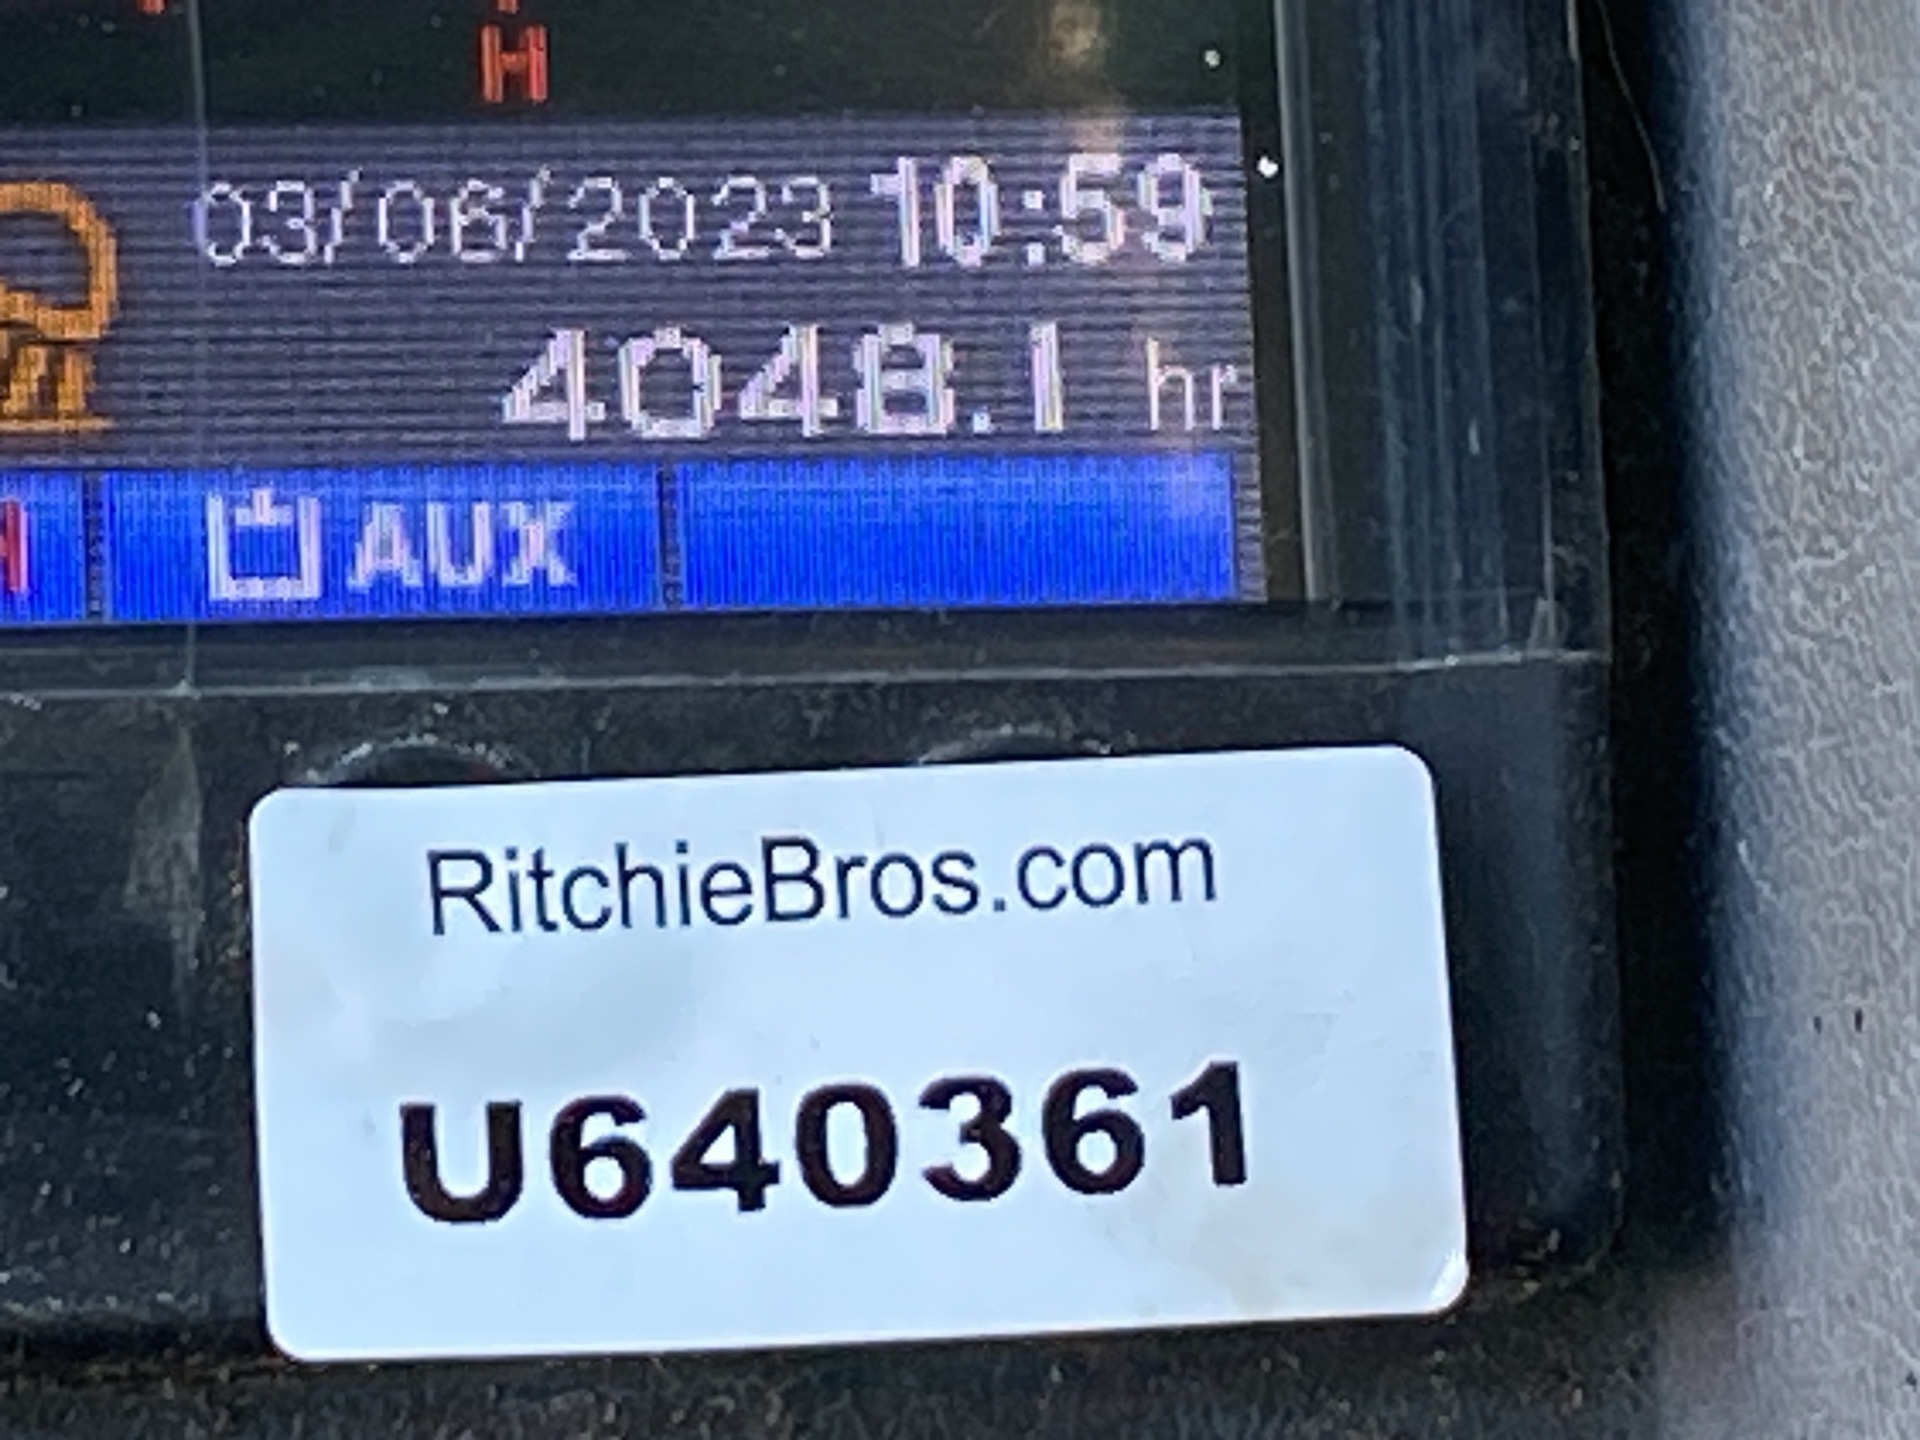 H
03/06/2023 10:59
4048.1 hr
H AUX
RitchieBros.com
U640361